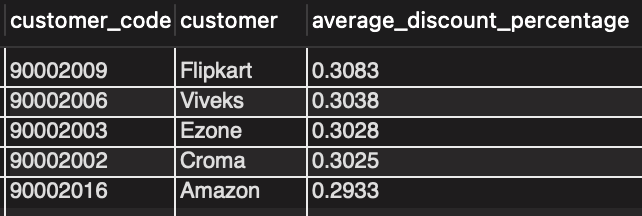 customer_code customer average_discount_percentage
90002009 Flipkart 0.3083
90002006 Viveks 0.3038
90002003 Ezone 0.3028
90002002 Croma 0.3025
90002016 Amazon 0.2933